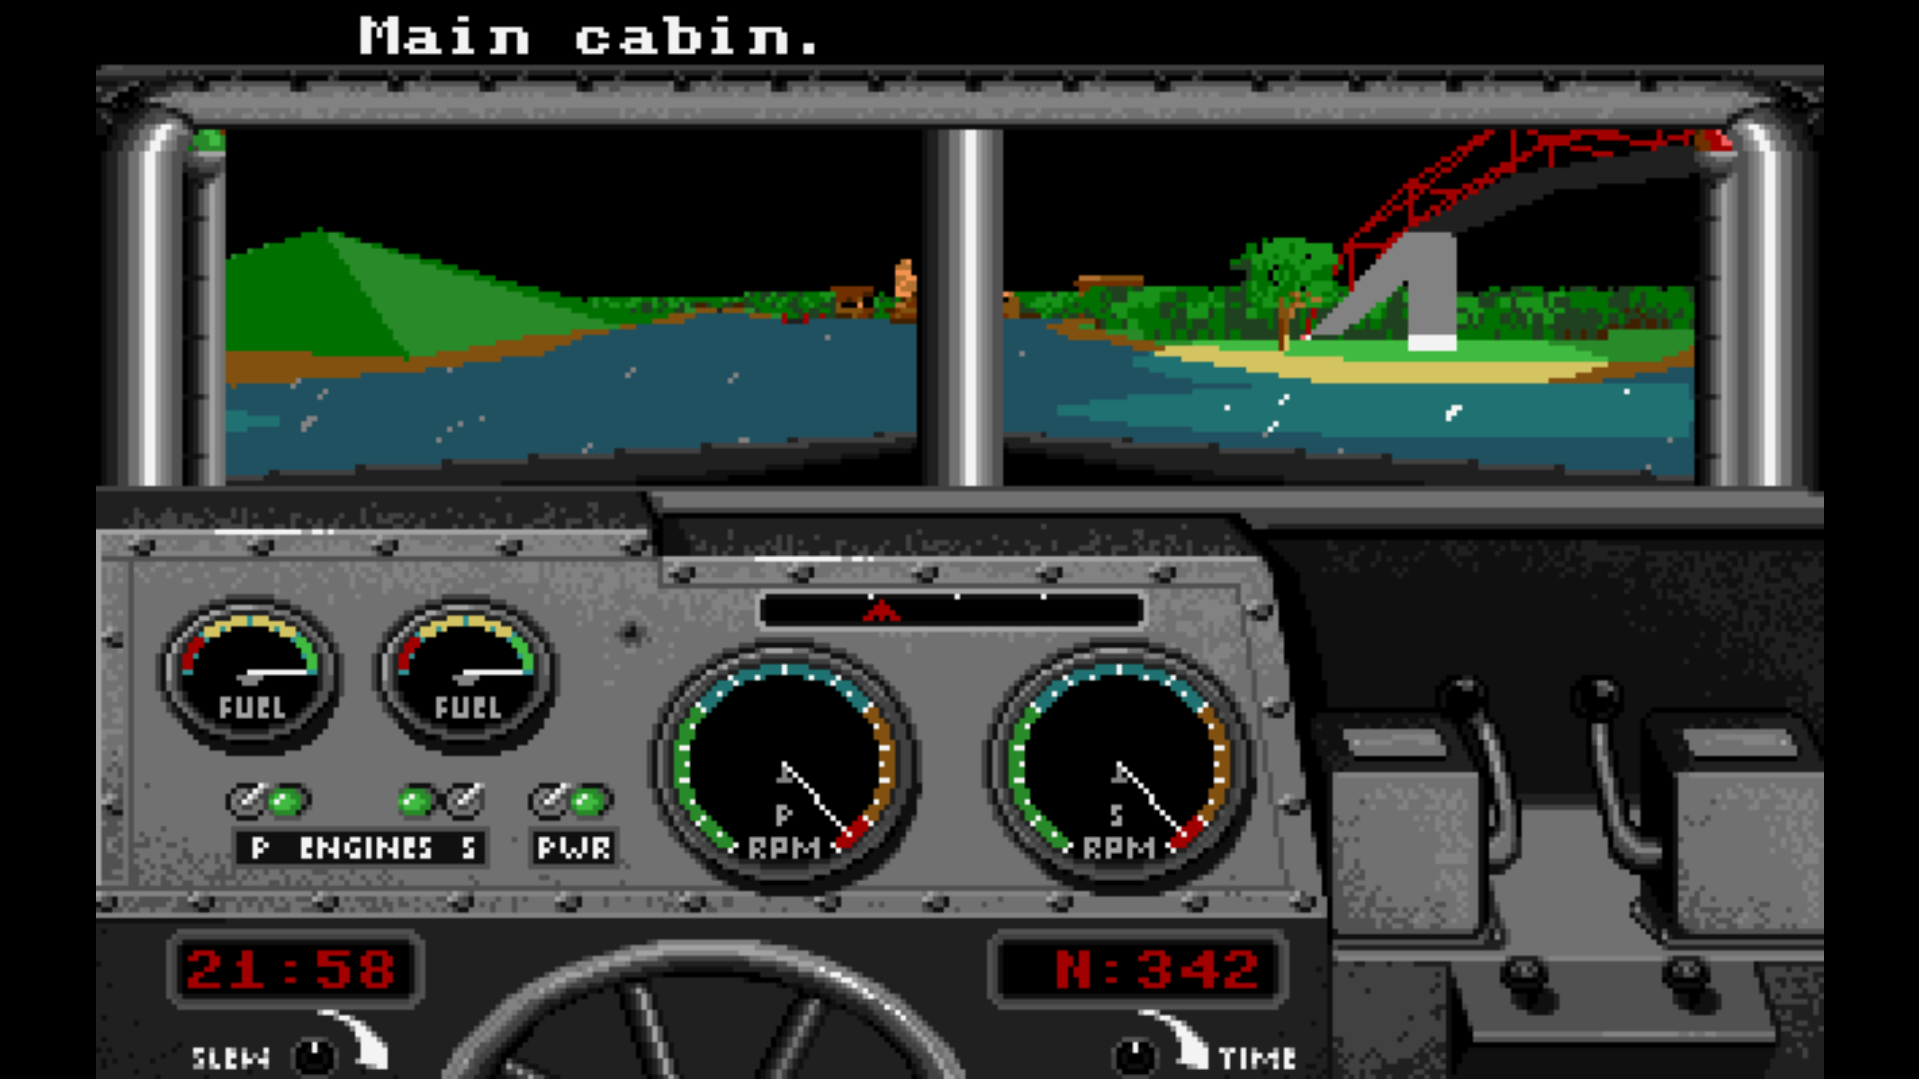 Main cabin.
FUEL FUEL
P ENGINES S PWR
P RPM
S RPM
21:58
N:342
SLEW
TIME